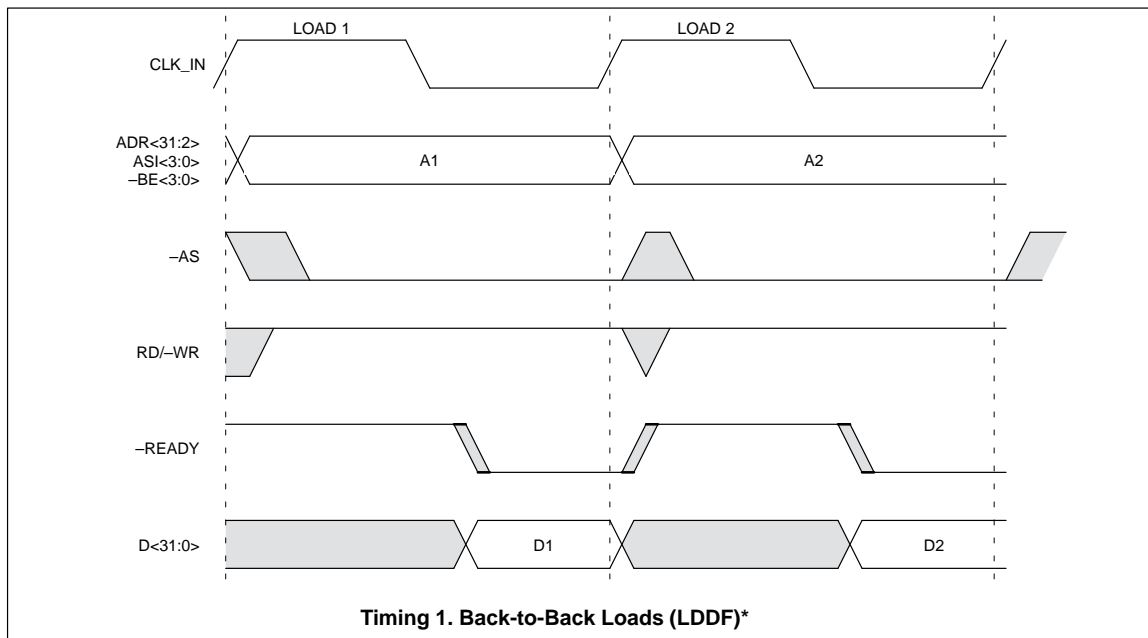 LOAD 1 LOAD 2
CLK_IN
ADR<31:2>
ASI<3:0>
–BE<3:0>
A1 A2
–AS
RD/–WR
–READY
D<31:0> D1 D2
Timing 1. Back-to-Back Loads (LDDF)*